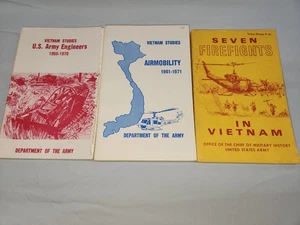 VIETNAM STUDIES
U.S. Army Engineers
1965-1970
DEPARTMENT OF THE ARMY
VIETNAM STUDIES
AIRMOBILITY
1961-1971
DEPARTMENT OF THE ARMY
SEVEN
FIREFIGHTS
IN
VIETNAM
OFFICE OF THE CHIEF OF MILITARY HISTORY
UNITED STATES ARMY